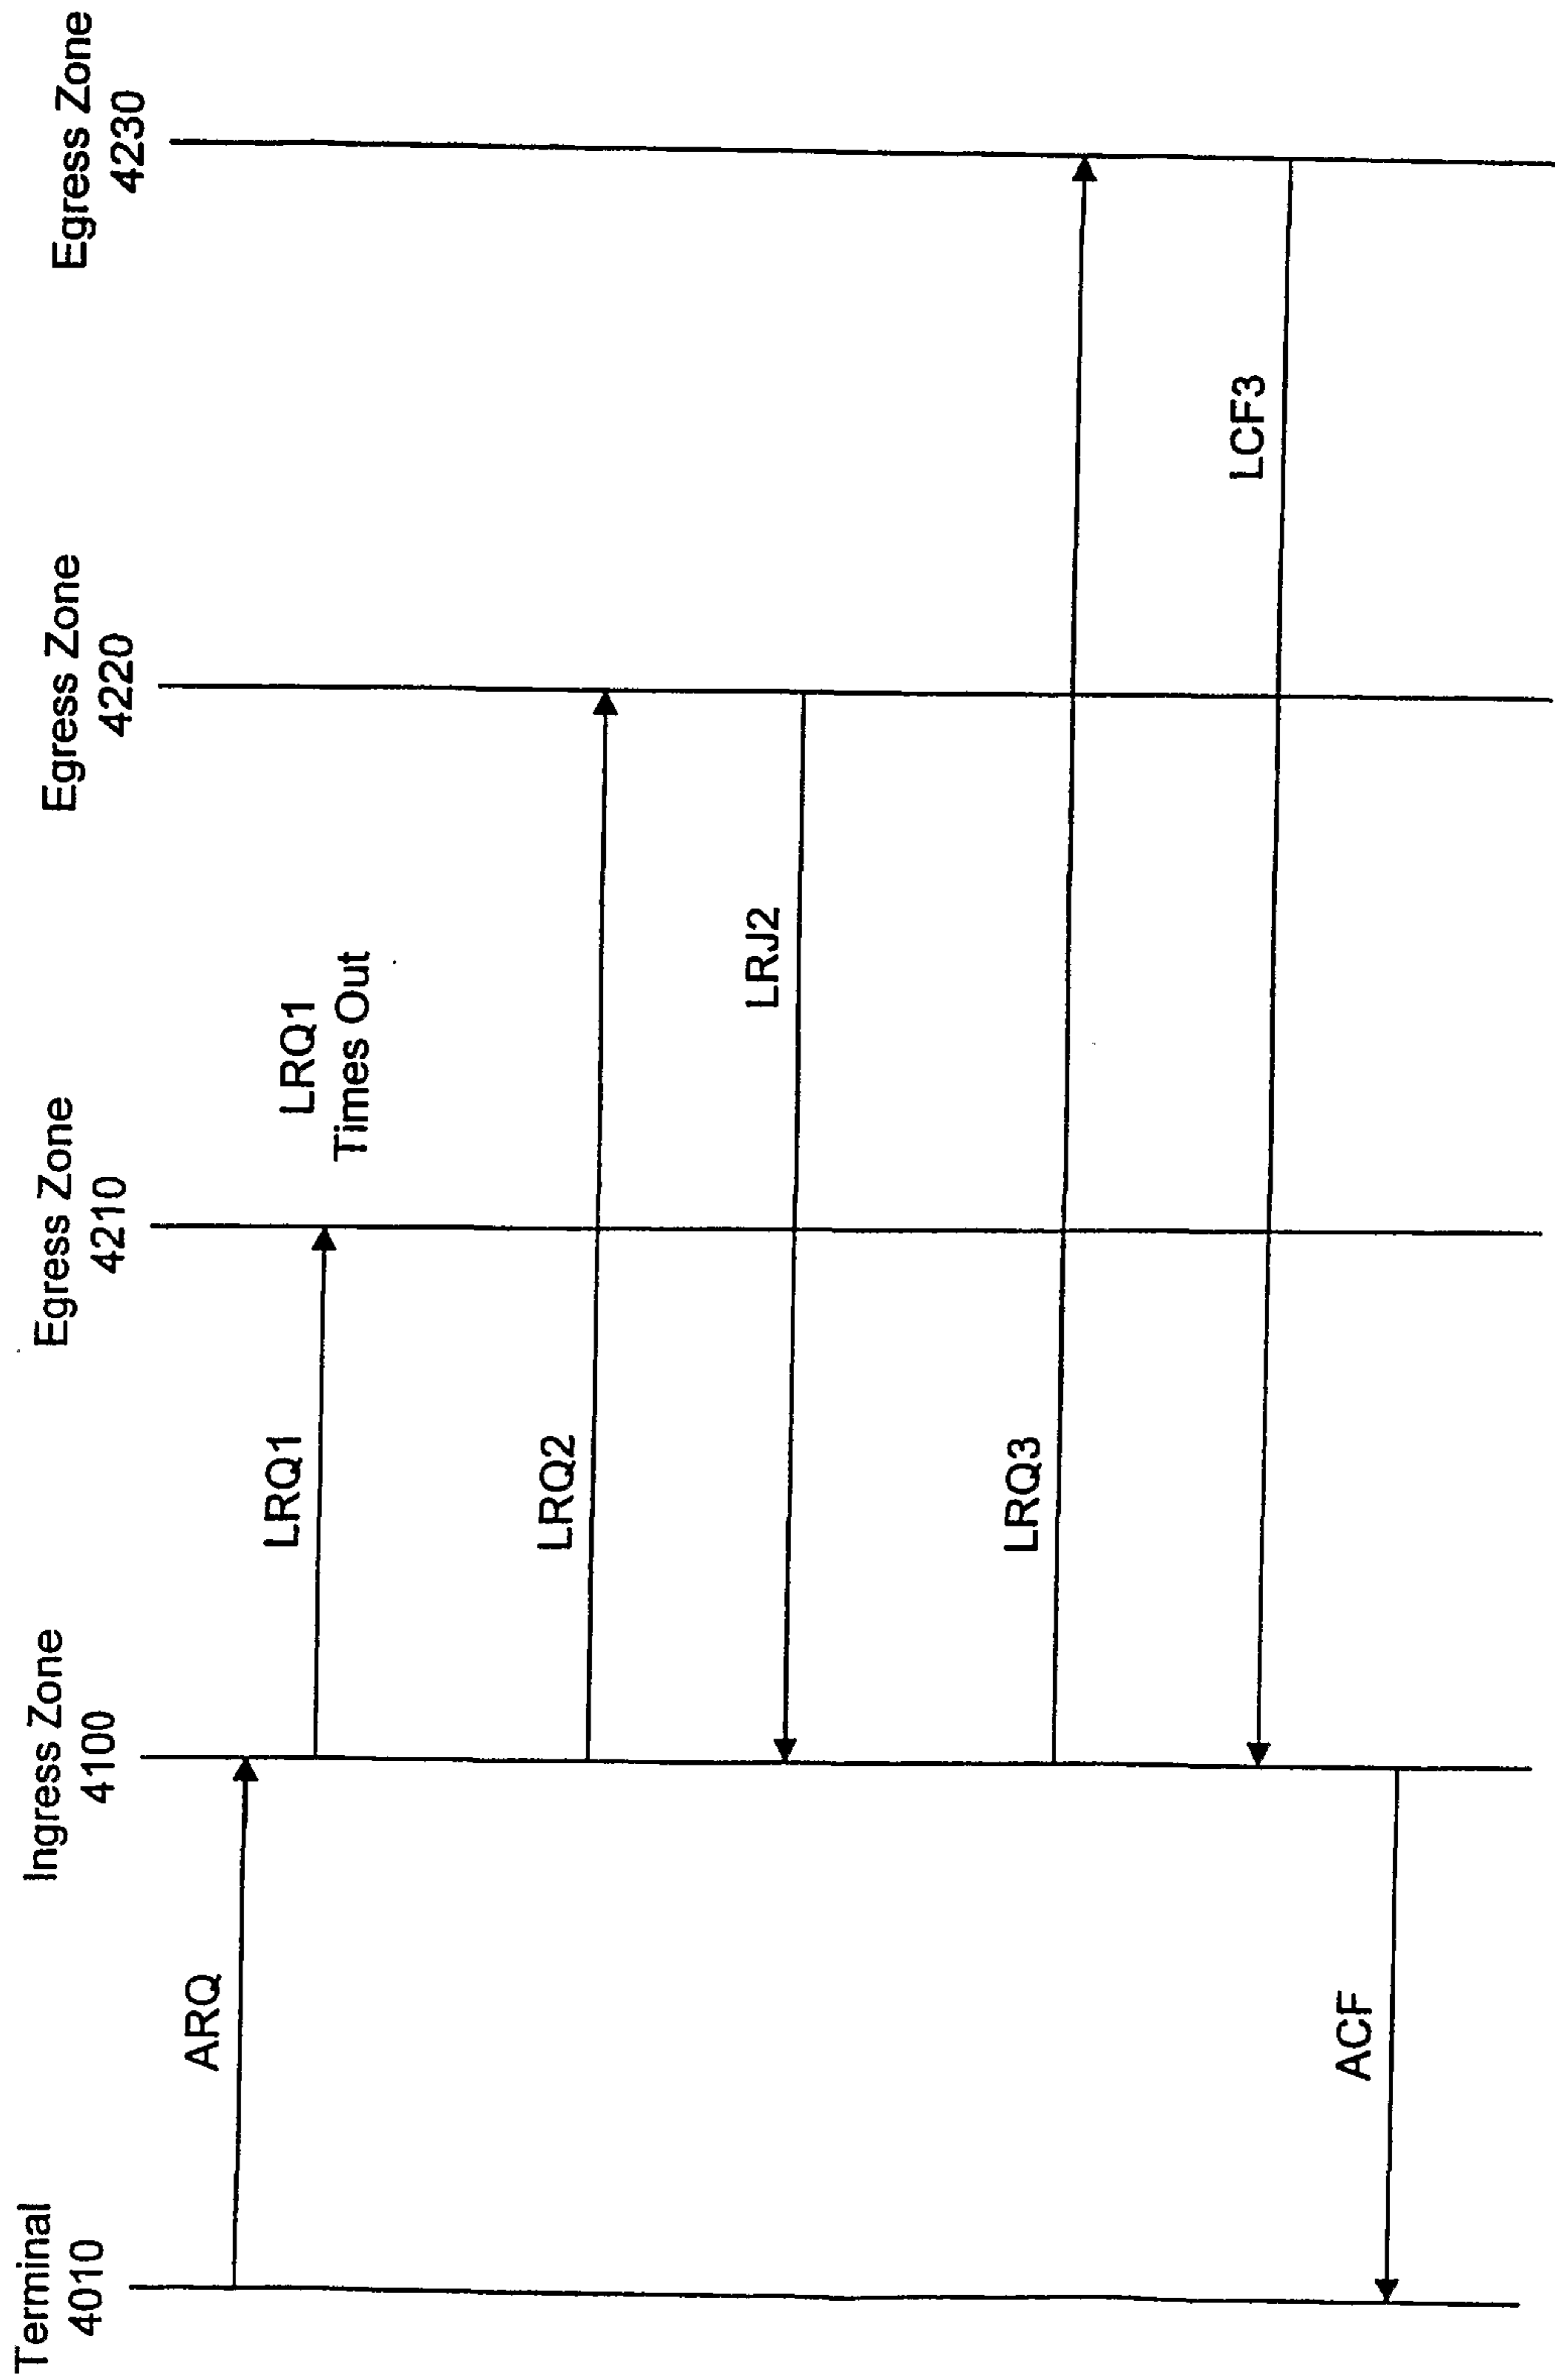 Terminal
4010
Ingress Zone
4100
Egress Zone
4210
Egress Zone
4220
Egress Zone
4230
ARQ
LRQ1
LRQ1
Times Out
LRQ2
LRJ2
LRQ3
LCF3
ACF